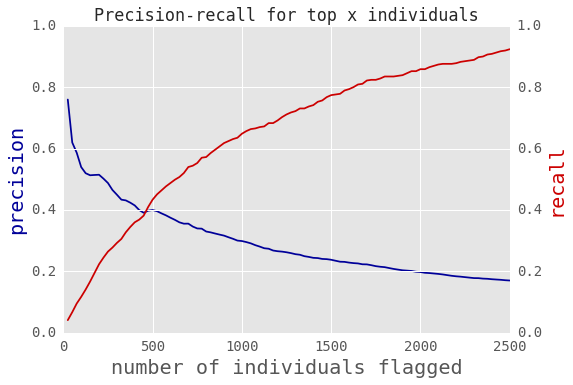 Precision-recall for top x individuals
1.0 1.0
0.8 0.8
0.6 0.6
0.4 0.4
0.2 0.2
0.0 0.0
precision
recall
0 500 1000 1500 2000 2500
number of individuals flagged